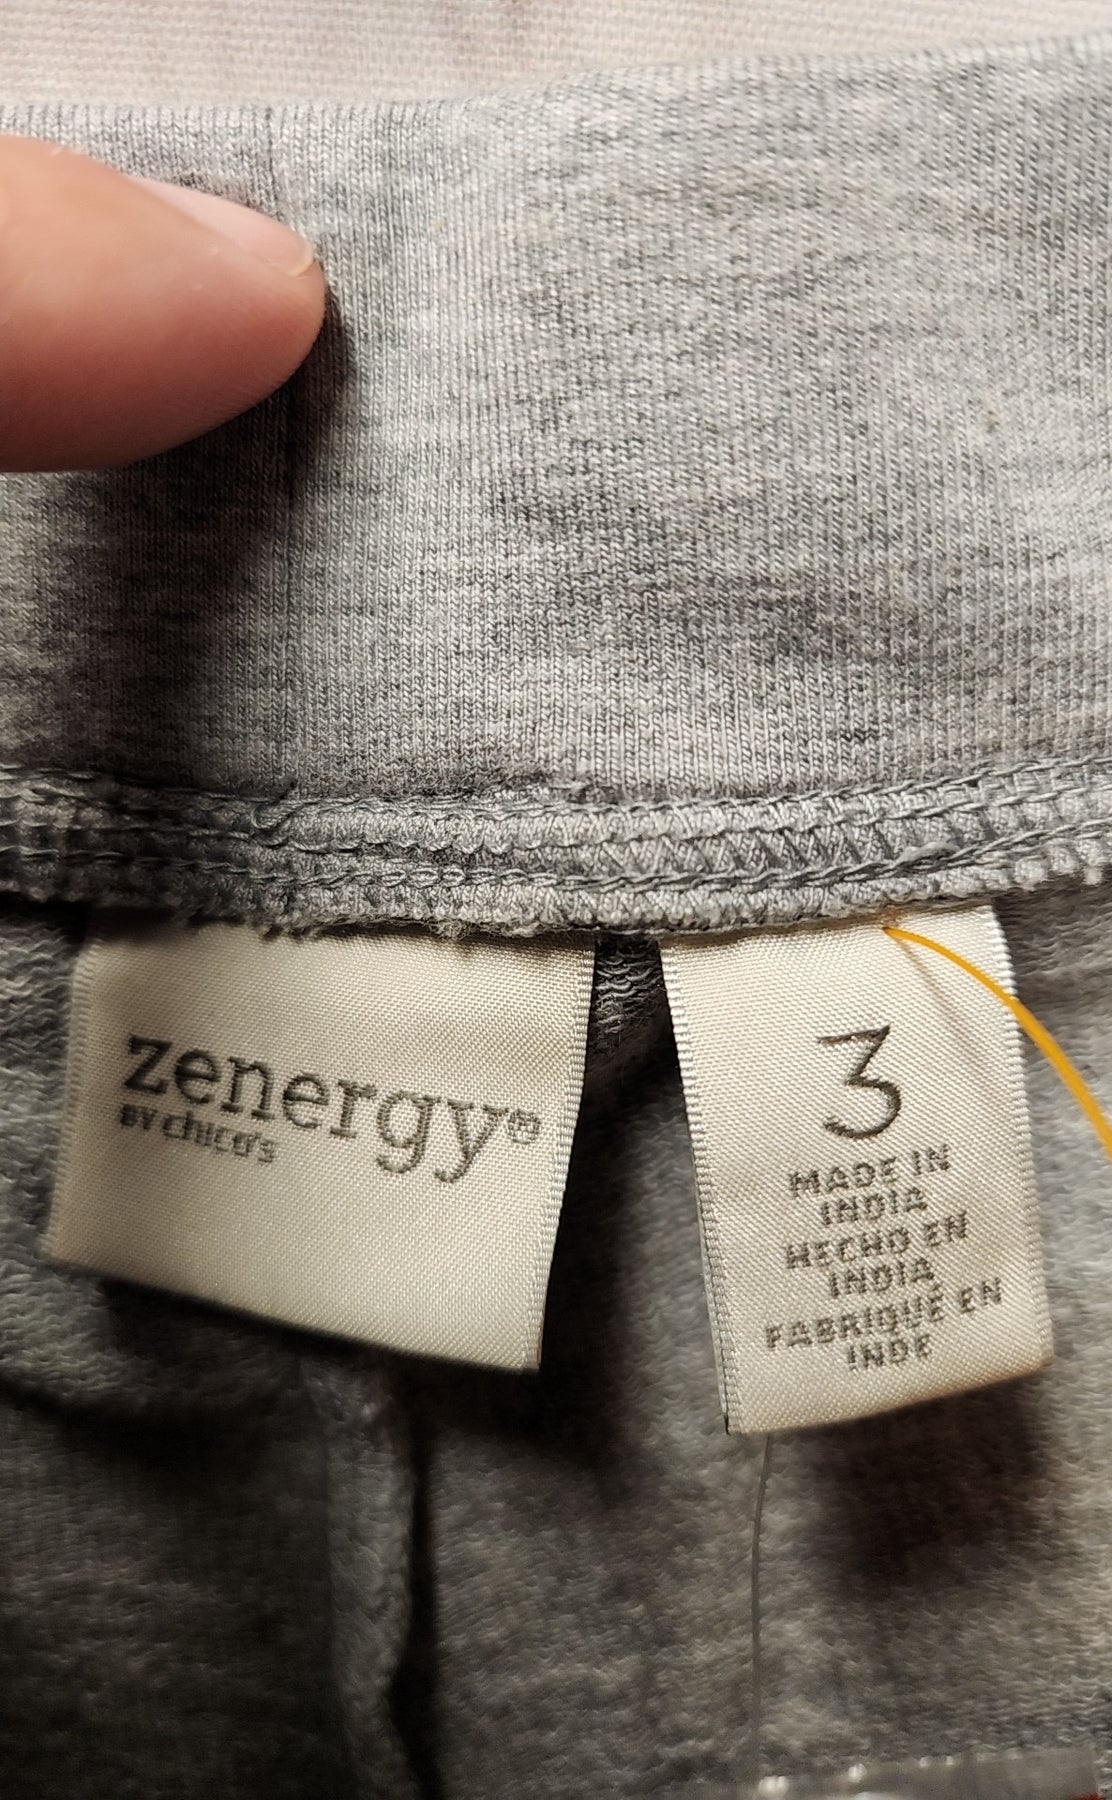 zenergy®
BY chico's
3
MADE IN
INDIA
HECHO EN
INDIA
FABRIQUÉ EN
INDE